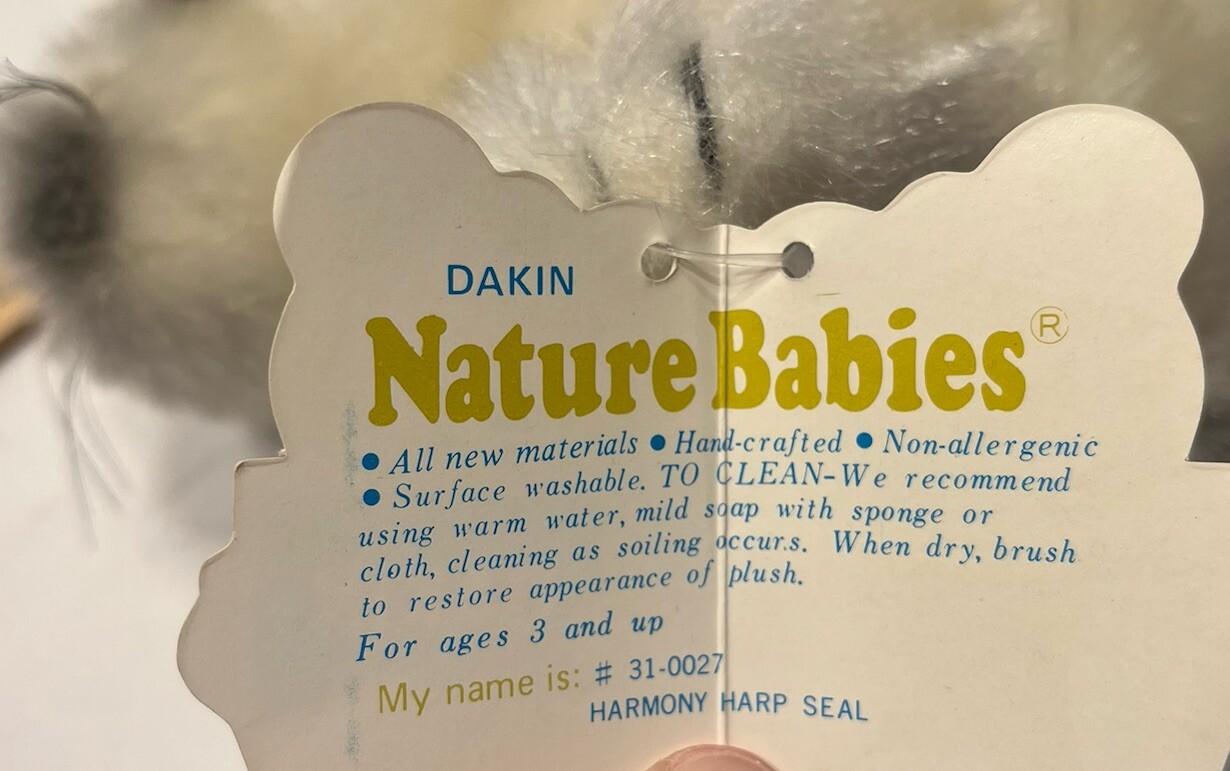 DAKIN
Nature Babies®
• All new materials • Hand-crafted • Non-allergenic
• Surface washable. TO CLEAN-We recommend
using warm water, mild soap with sponge or
cloth, cleaning as soiling occurs. When dry, brush
to restore appearance of plush.
For ages 3 and up
My name is: # 31-0027
HARMONY HARP SEAL